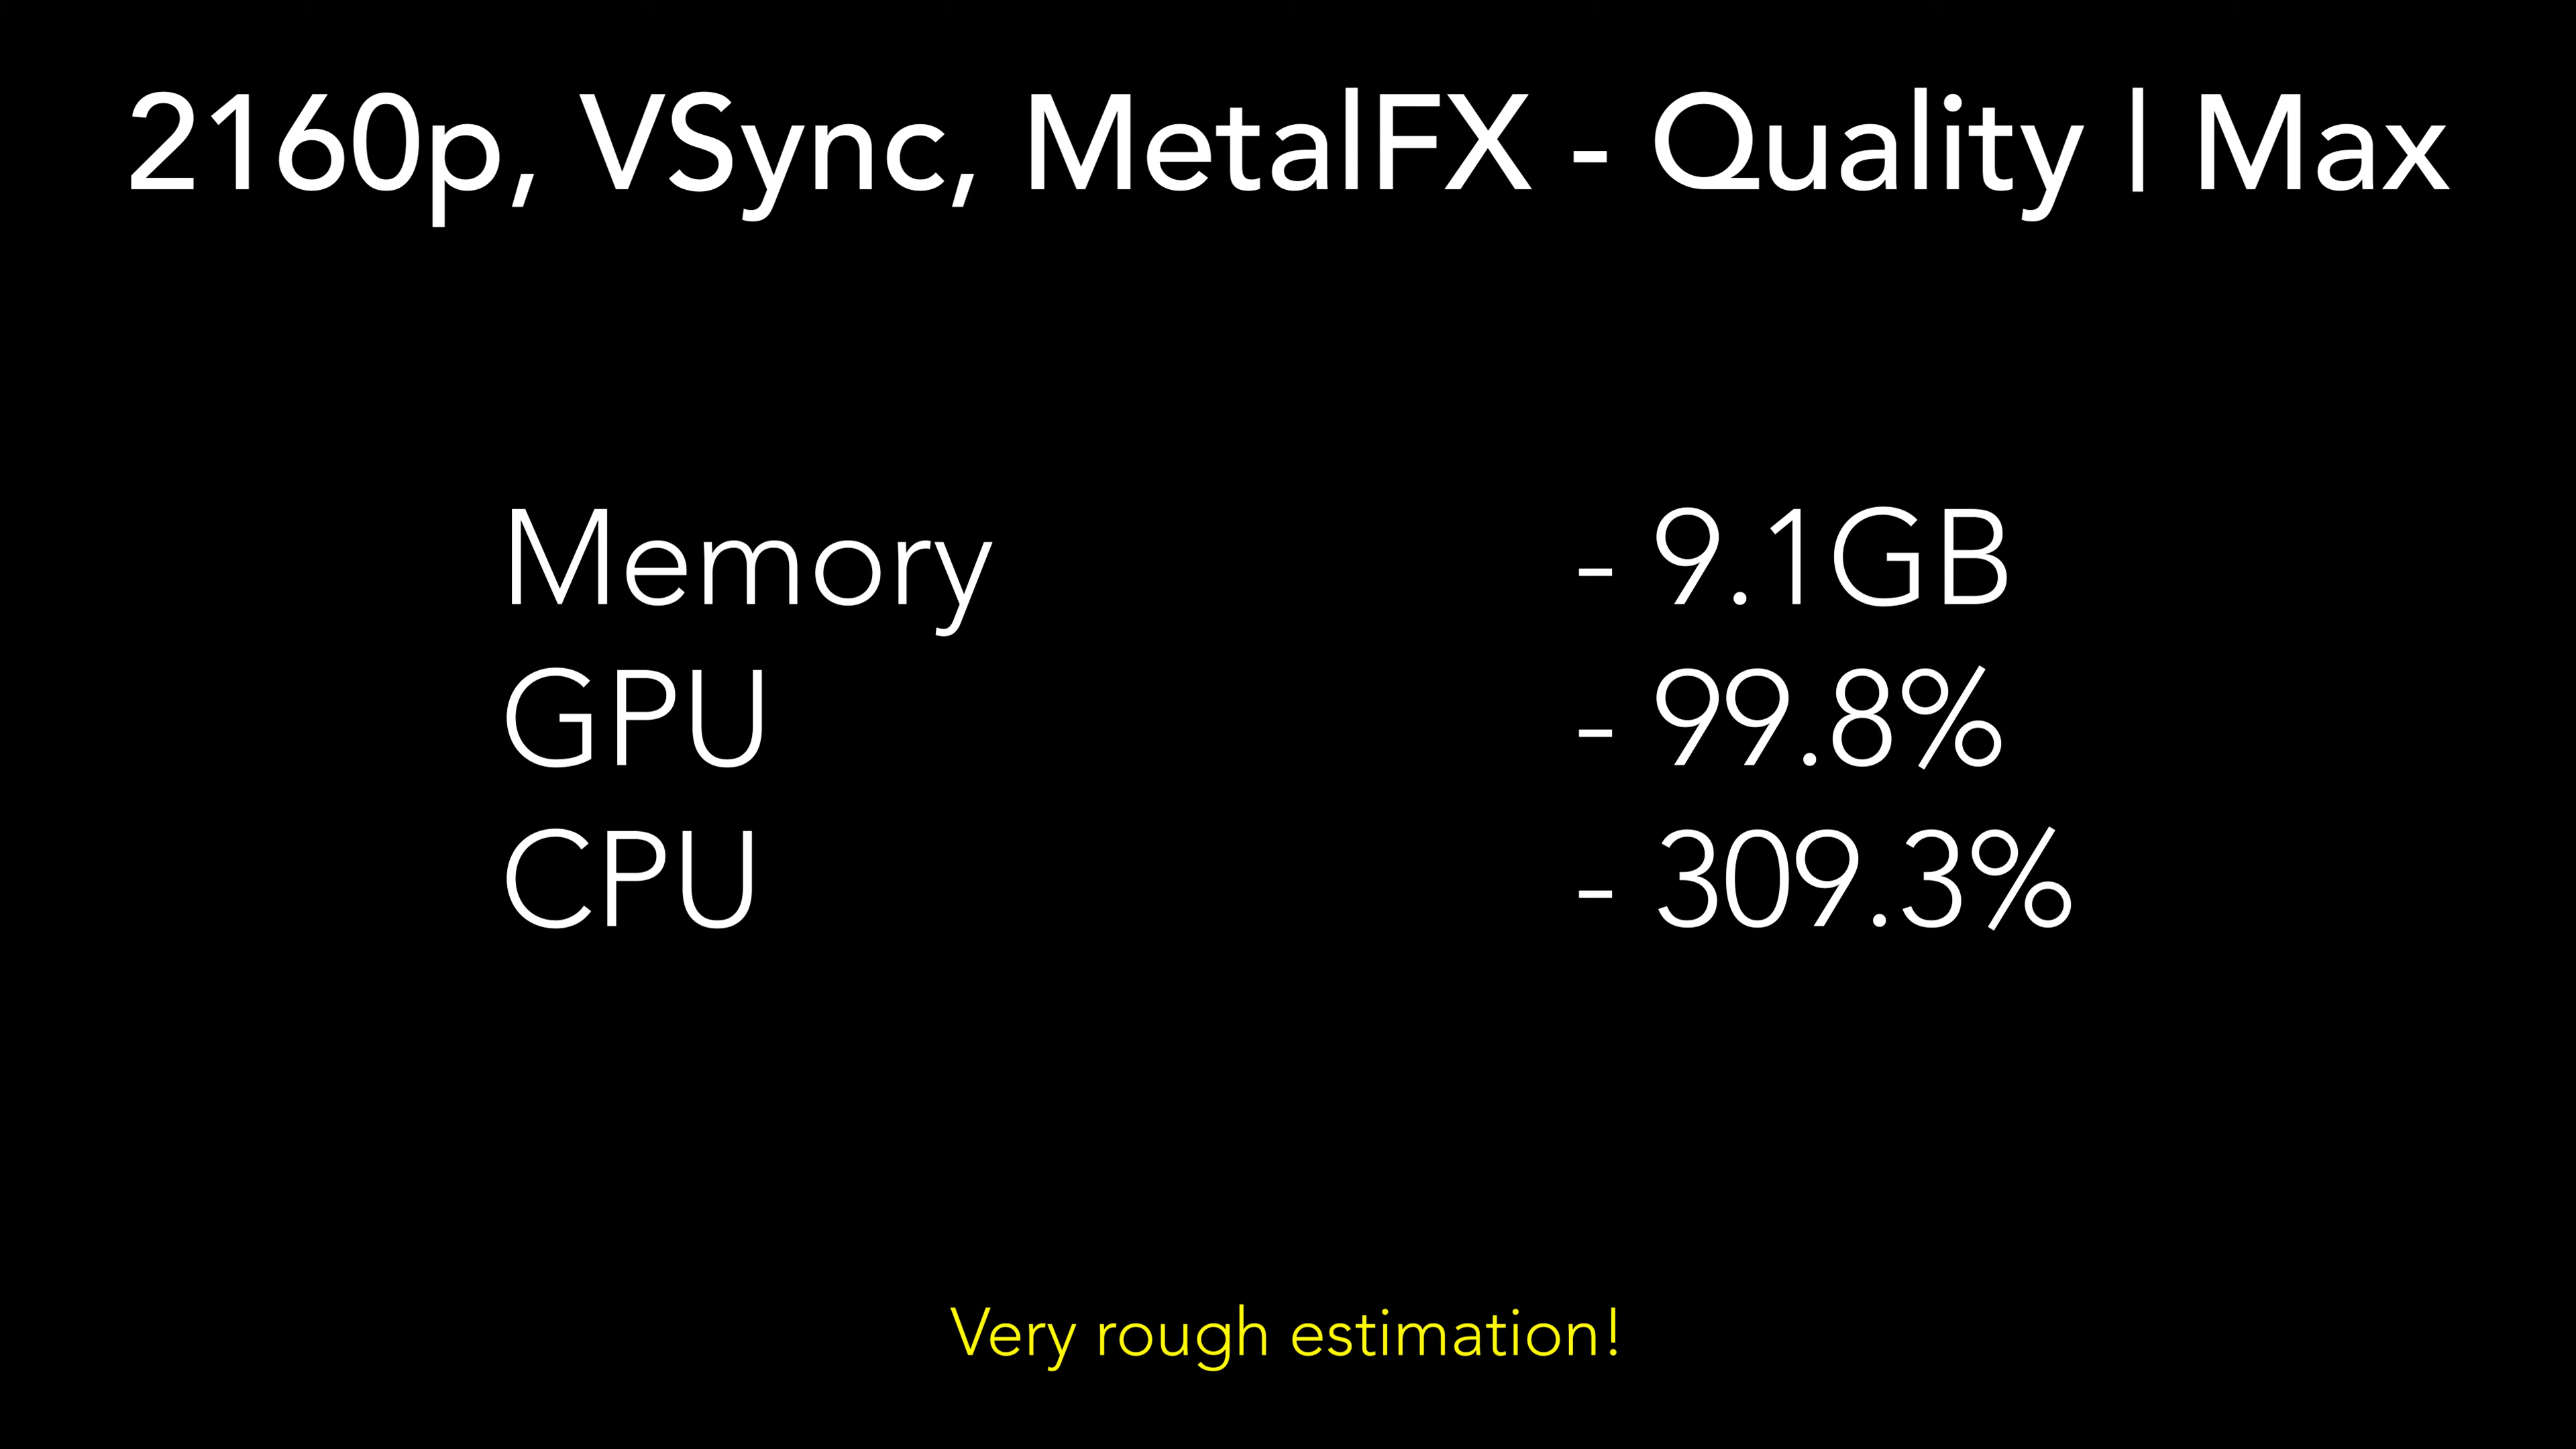 2160p, VSync, MetalFX - Quality | Max
Memory - 9.1GB
GPU - 99.8%
CPU - 309.3%
Very rough estimation!